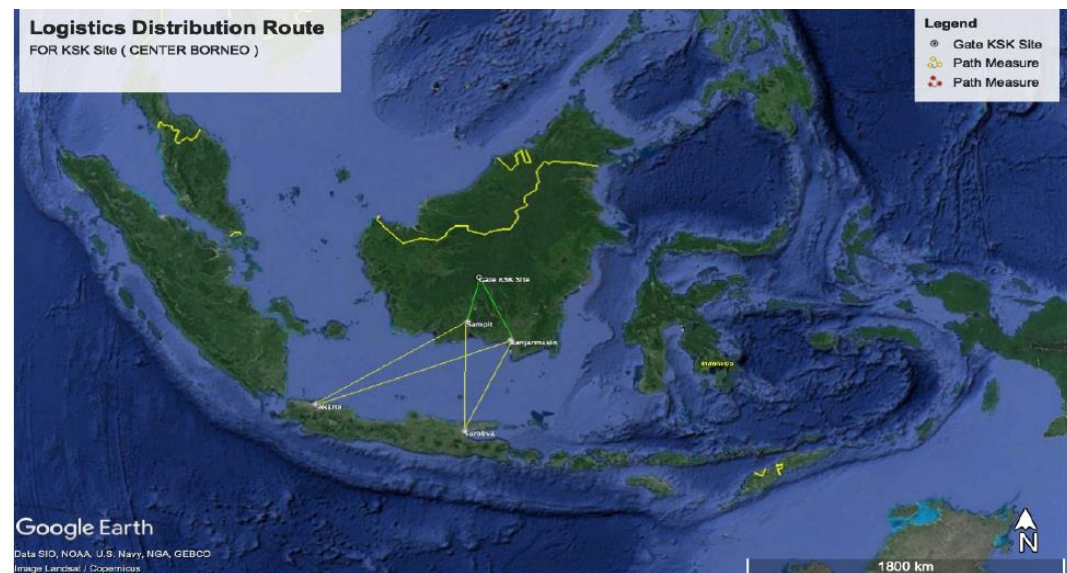 Logistics Distribution Route
FOR KSK Site ( CENTER BORNEO )
Legend
Gate KSK Site
Path Measure
Path Measure
Gate KSK Site
Sampit
Banjarmasin
Jakarta
Surabaya
Google Earth
Data SIO, NOAA, U.S. Navy, NGA, GEBCO
Image Landsat / Copernicus
1800 km
N